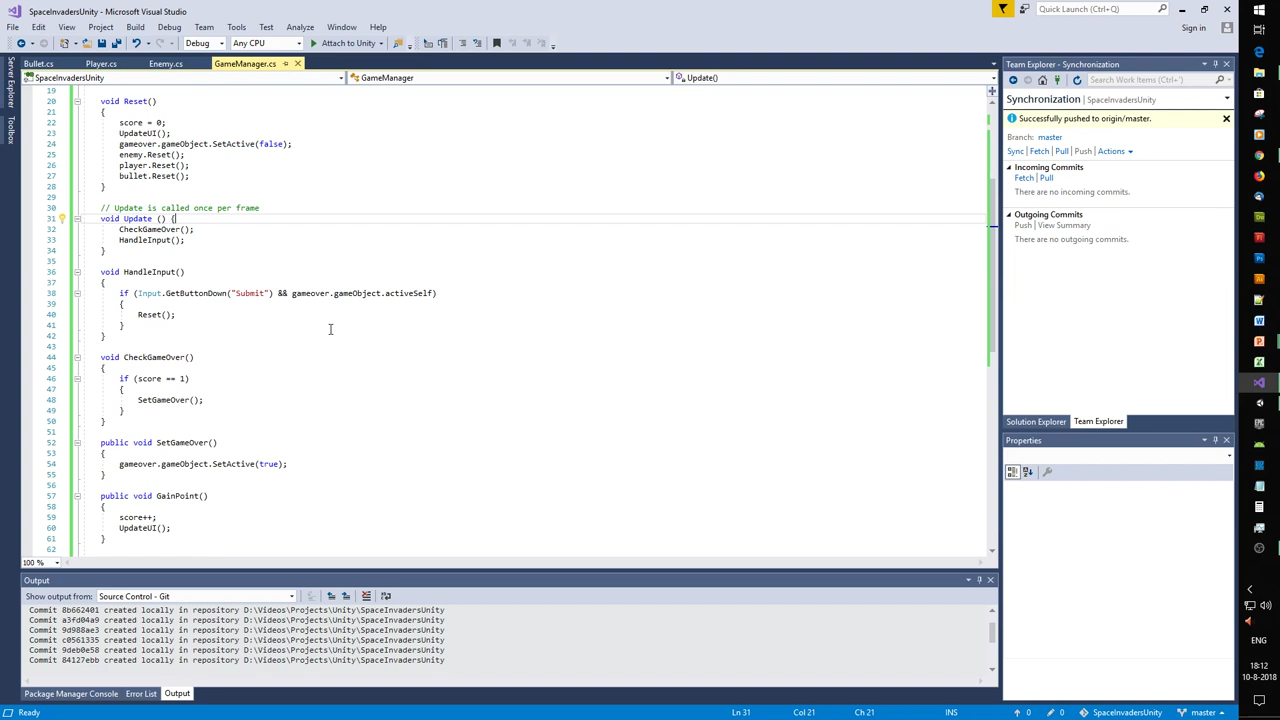 SpaceInvadersUnity - Microsoft Visual Studio
Quick Launch (Ctrl+Q)
File Edit View Project Build Debug Team Tools Test Analyze Window Help
Sign in
Debug Any CPU Attach to Unity
Server Explorer
Toolbox
Bullet.cs Player.cs Enemy.cs GameManager.cs
SpaceInvadersUnity GameManager Update()
19
20 void Reset()
21 {
22 score = 0;
23 UpdateUI();
24 gameover.gameObject.SetActive(false);
25 enemy.Reset();
26 player.Reset();
27 bullet.Reset();
28 }
29
30 // Update is called once per frame
31 void Update () {
32 CheckGameOver();
33 HandleInput();
34 }
35
36 void HandleInput()
37 {
38 if (Input.GetButtonDown("Submit") && gameover.gameObject.activeSelf)
39 {
40 Reset();
41 }
42 }
43
44 void CheckGameOver()
45 {
46 if (score == 1)
47 {
48 SetGameOver();
49 }
50 }
51
52 public void SetGameOver()
53 {
54 gameover.gameObject.SetActive(true);
55 }
56
57 public void GainPoint()
58 {
59 score++;
60 UpdateUI();
61 }
62
100 %
Team Explorer - Synchronization
Search Work Items (Ctrl+')
Synchronization | SpaceInvadersUnity
Successfully pushed to origin/master.
Branch: master
Sync | Fetch | Pull | Push | Actions
Incoming Commits
Fetch | Pull
There are no incoming commits.
Outgoing Commits
Push | View Summary
There are no outgoing commits.
Solution Explorer Team Explorer
Properties
Output
Show output from: Source Control - Git
Commit 8b662401 created locally in repository D:\Videos\Projects\Unity\SpaceInvadersUnity
Commit a3fd04a9 created locally in repository D:\Videos\Projects\Unity\SpaceInvadersUnity
Commit 9d988ae3 created locally in repository D:\Videos\Projects\Unity\SpaceInvadersUnity
Commit c0561335 created locally in repository D:\Videos\Projects\Unity\SpaceInvadersUnity
Commit 9deb0e58 created locally in repository D:\Videos\Projects\Unity\SpaceInvadersUnity
Commit 84127ebb created locally in repository D:\Videos\Projects\Unity\SpaceInvadersUnity
Package Manager Console Error List Output
Ready Ln 31 Col 21 Ch 21 INS 0 0 SpaceInvadersUnity master
ENG
18:12
10-8-2018